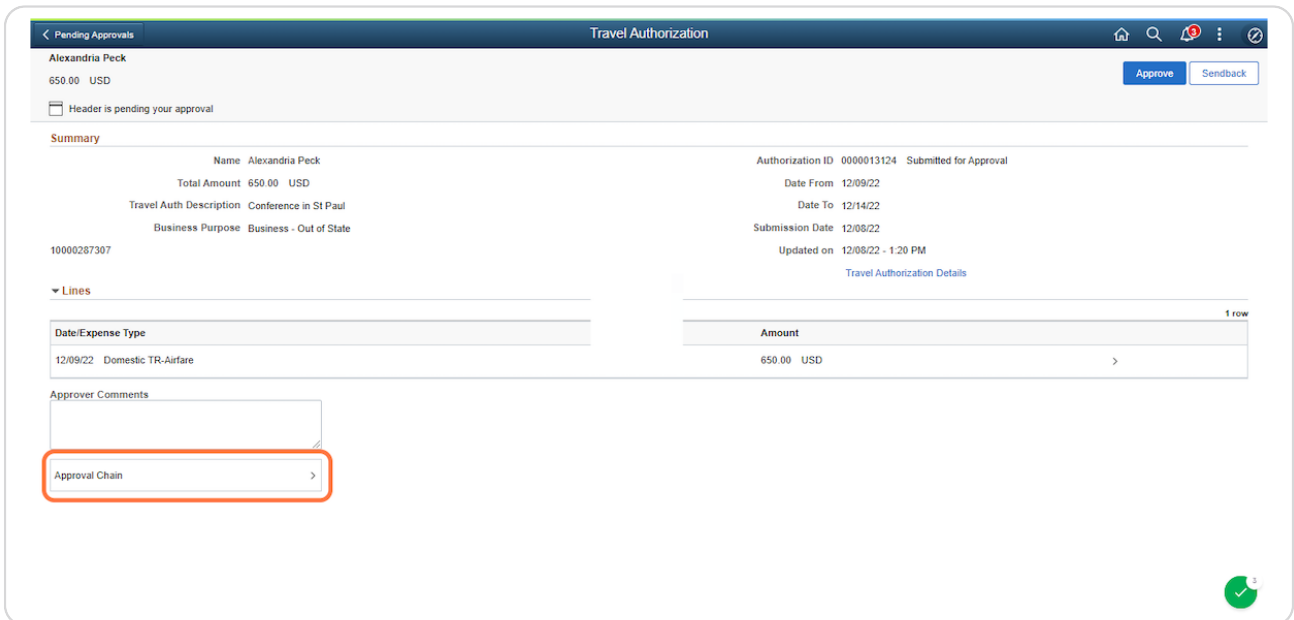 Pending Approvals
Travel Authorization
3
Alexandria Peck
650.00 USD
Approve
Sendback
Header is pending your approval
Summary
Name Alexandria Peck
Authorization ID 0000013124 Submitted for Approval
Total Amount 650.00 USD
Date From 12/09/22
Travel Auth Description Conference in St Paul
Date To 12/14/22
Business Purpose Business - Out of State
Submission Date 12/08/22
10000287307
Updated on 12/08/22 - 1:20 PM
Travel Authorization Details
Lines
1 row
Date/Expense Type
Amount
12/09/22 Domestic TR-Airfare
650.00 USD
Approver Comments
Approval Chain
3